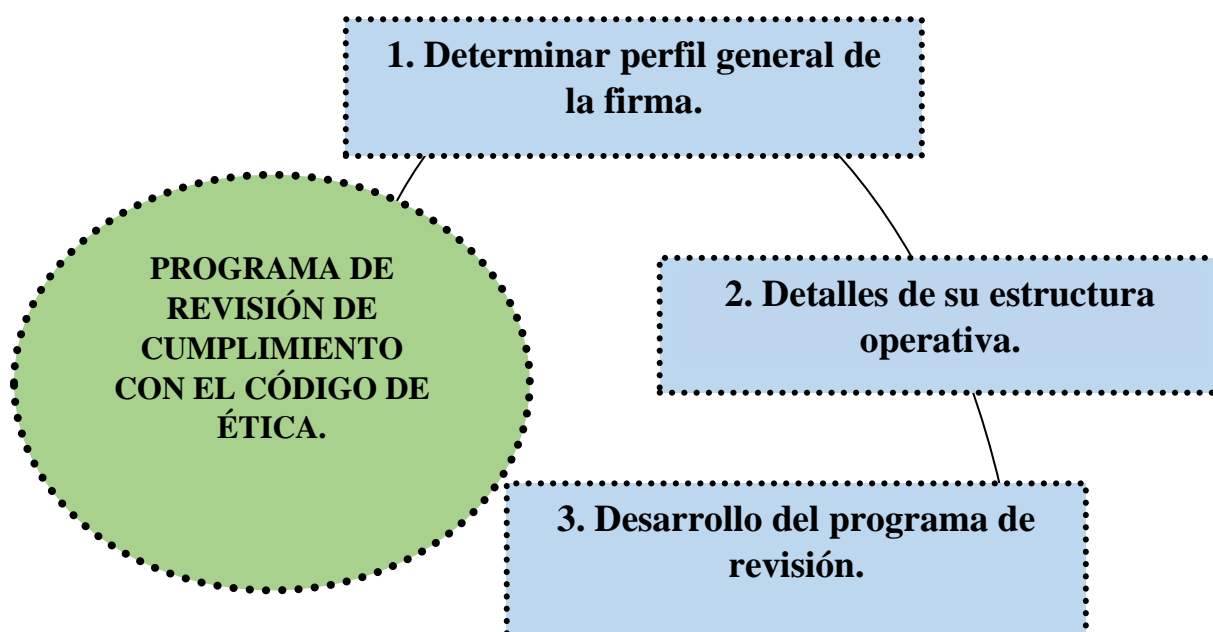 1. Determinar perfil general de
la firma.
PROGRAMA DE
REVISIÓN DE
CUMPLIMIENTO
CON EL CÓDIGO DE
ÉTICA.
2. Detalles de su estructura
operativa.
3. Desarrollo del programa de
revisión.